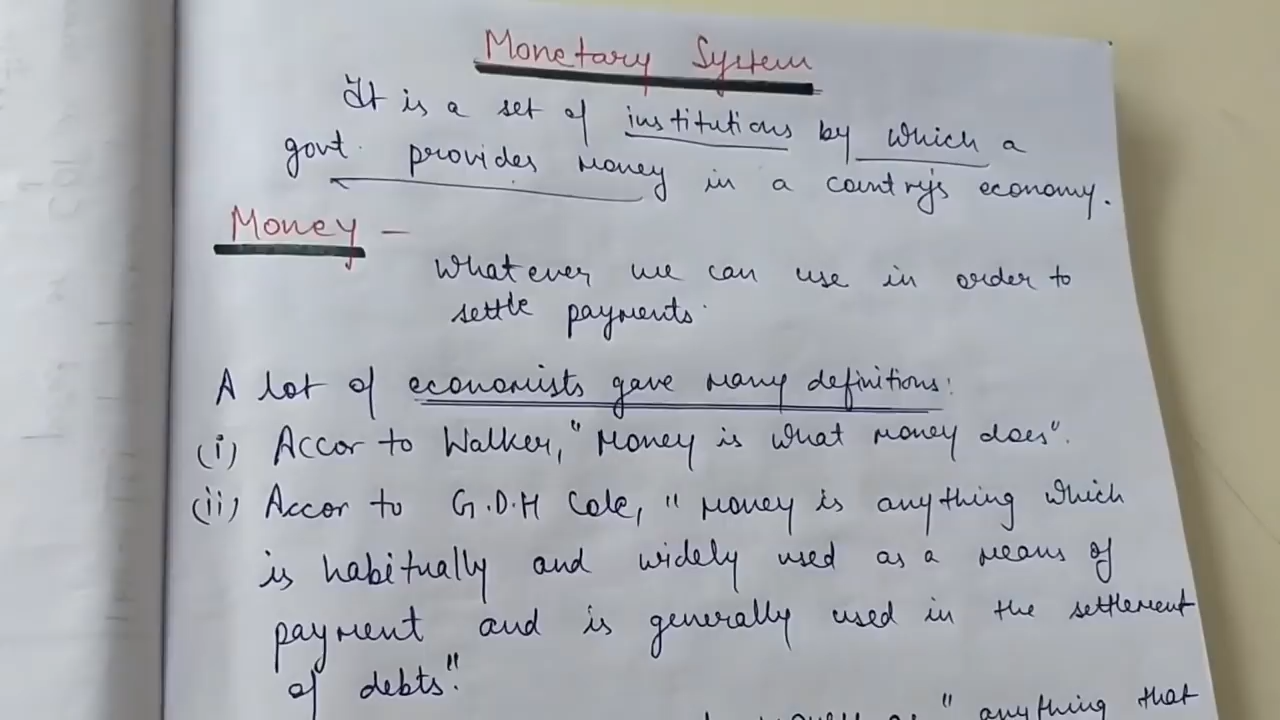 Monetary System
It is a set of institutions by which a
govt. provides money in a country's economy.
Money –
Whatever we can use in order to
settle payments.
A lot of economists gave many definitions:
(i) Accor to Walker, "Money is what money does".
(ii) Accor to G.D.H Cole, "Money is anything which
is habitually and widely used as a means of
payment and is generally used in the settlement
of debts."
money as "anything that